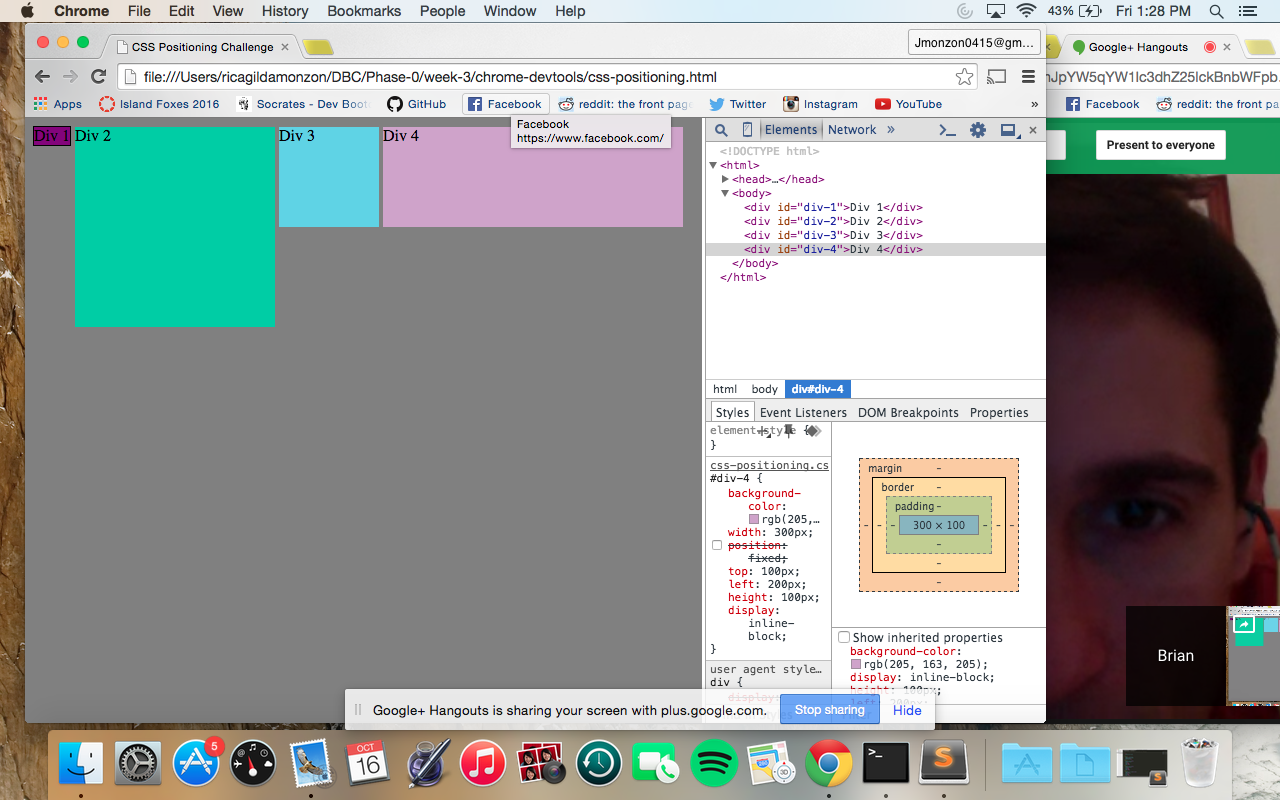 Chrome File Edit View History Bookmarks People Window Help 43% Fri 1:28 PM
CSS Positioning Challenge
Jmonzon0415@gm...
Google+ Hangouts
file:///Users/ricagildamonzon/DBC/Phase-0/week-3/chrome-devtools/css-positioning.html
Apps Island Foxes 2016 Socrates - Dev Boot GitHub Facebook reddit: the front page Twitter Instagram YouTube »
Facebook reddit: the front pa
Facebook
https://www.facebook.com/
Div 1 Div 2 Div 3 Div 4
Elements Network »
Present to everyone
<!DOCTYPE html>
<html>
<head>…</head>
<body>
<div id="div-1">Div 1</div>
<div id="div-2">Div 2</div>
<div id="div-3">Div 3</div>
<div id="div-4">Div 4</div>
</body>
</html>
html body div#div-4
Styles Event Listeners DOM Breakpoints Properties
element.style {
}
css-positioning.cs
#div-4 {
background-
color:
rgb(205,…
width: 300px;
position:
fixed;
top: 100px;
left: 200px;
height: 100px;
display:
inline-
block;
}
user agent style…
div {
margin -
border -
padding -
- - - 300 × 100 - - -
-
-
-
Show inherited properties
background-color:
rgb(205, 163, 205);
display: inline-block;
height: 100px;
Brian
Google+ Hangouts is sharing your screen with plus.google.com. Stop sharing Hide
5
OCT
16
3D